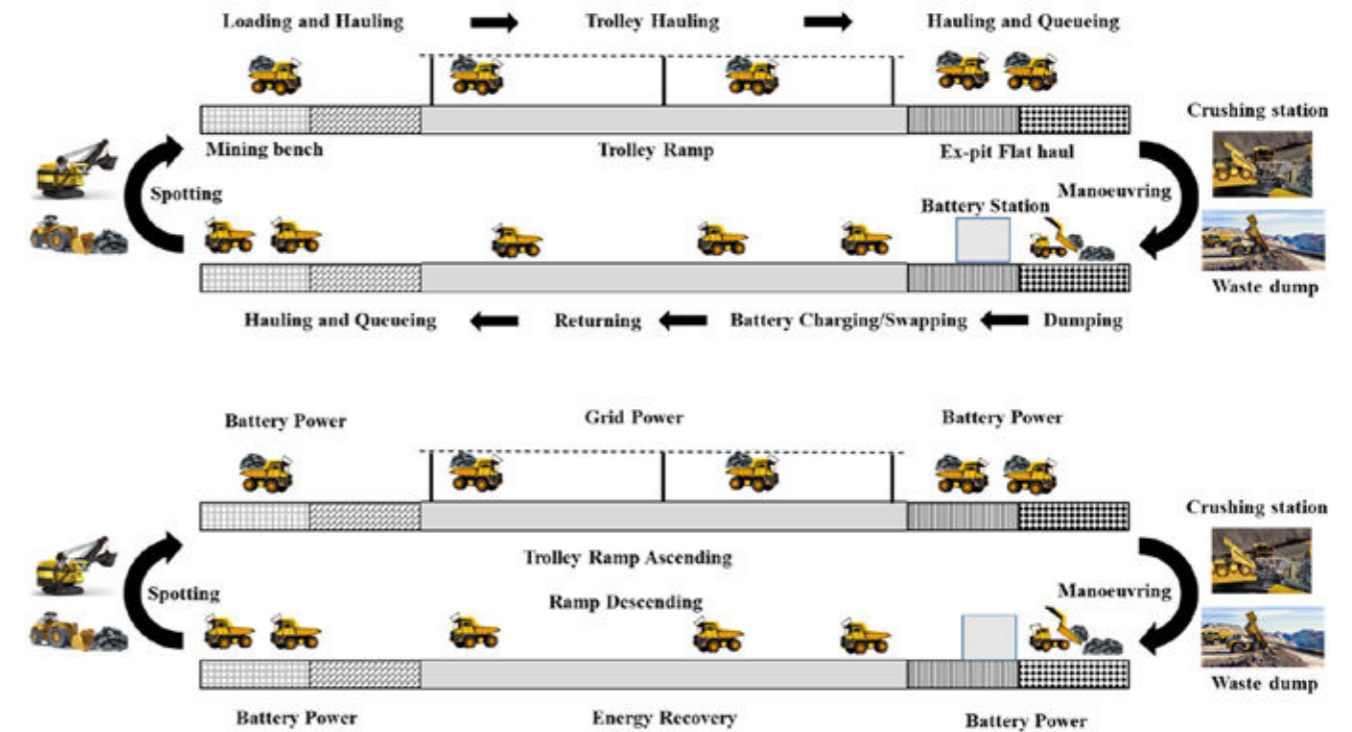 Loading and Hauling
Trolley Hauling
Hauling and Queueing
Crushing station
Mining bench
Trolley Ramp
Ex-pit Flat haul
Spotting
Manoeuvring
Battery Station
Waste dump
Hauling and Queueing
Returning
Battery Charging/Swapping
Dumping
Battery Power
Grid Power
Battery Power
Crushing station
Trolley Ramp Ascending
Spotting
Ramp Descending
Manoeuvring
Waste dump
Battery Power
Energy Recovery
Battery Power